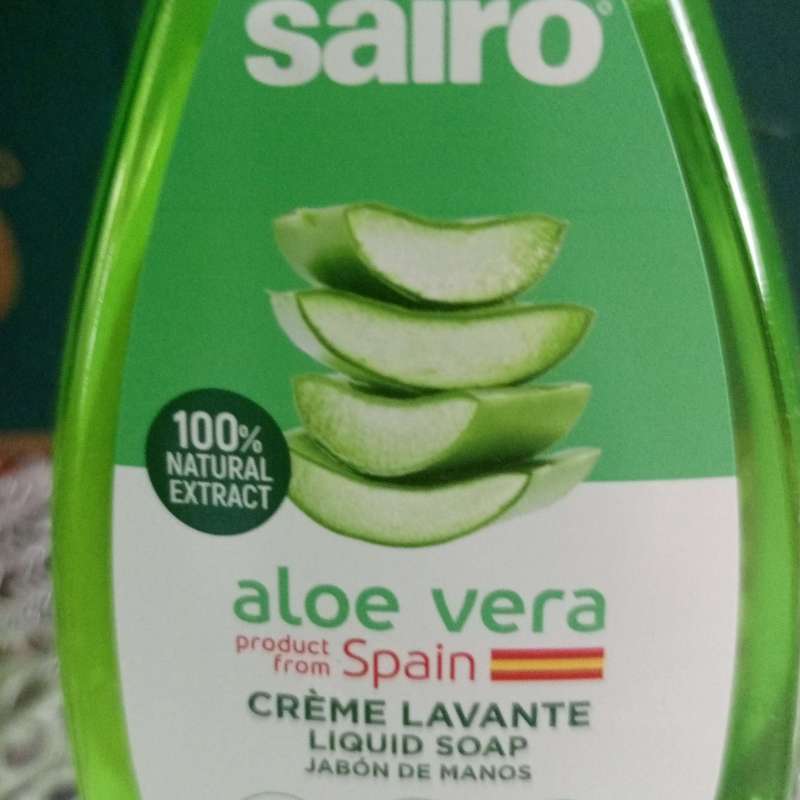 sairo
100%
NATURAL
EXTRACT
aloe vera
product
from Spain
CRÈME LAVANTE
LIQUID SOAP
JABÓN DE MANOS